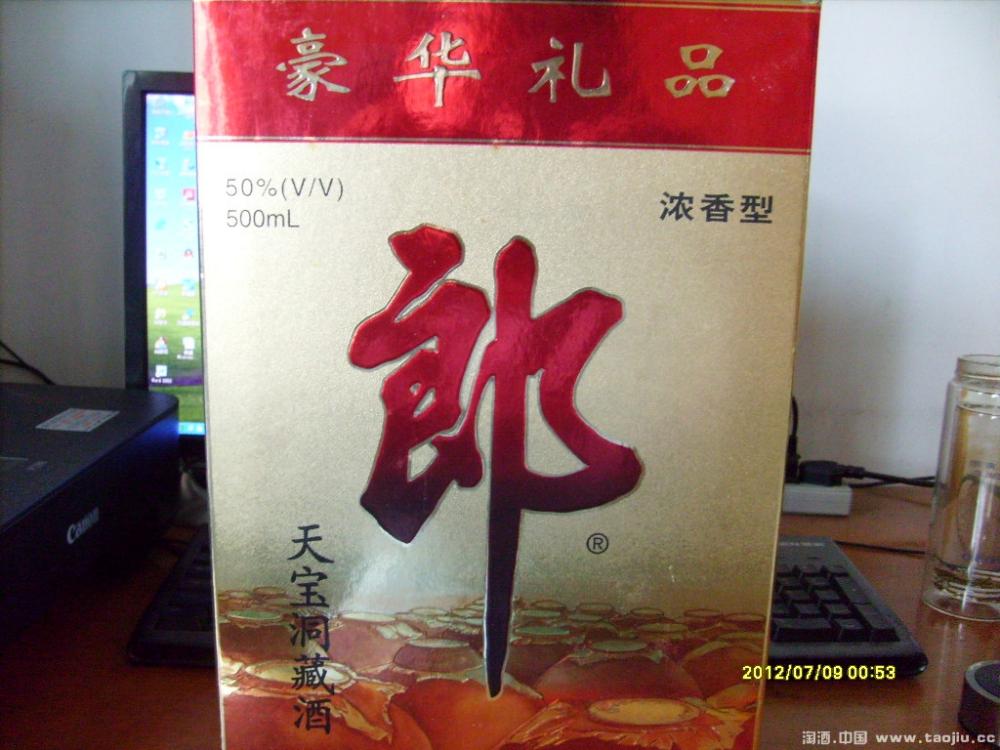 豪华礼品
50%(V/V)
500mL
浓香型
郎
®
天宝洞藏酒
Canon
2012/07/09 00:53
淘酒.中国 www.taojiu.cc